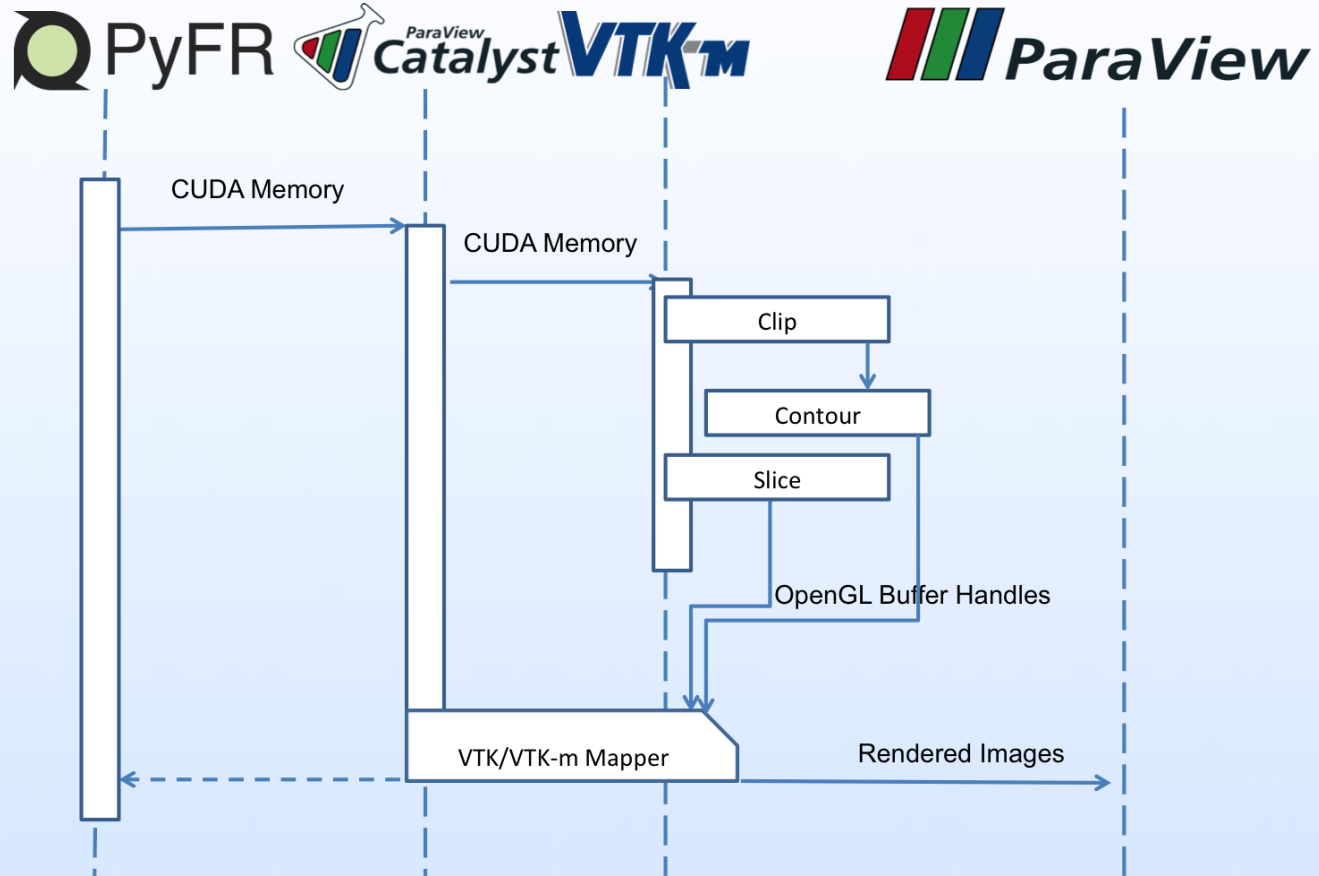 PyFR
ParaView
Catalyst
VTK-m
ParaView
CUDA Memory
CUDA Memory
Clip
Contour
Slice
OpenGL Buffer Handles
VTK/VTK-m Mapper
Rendered Images